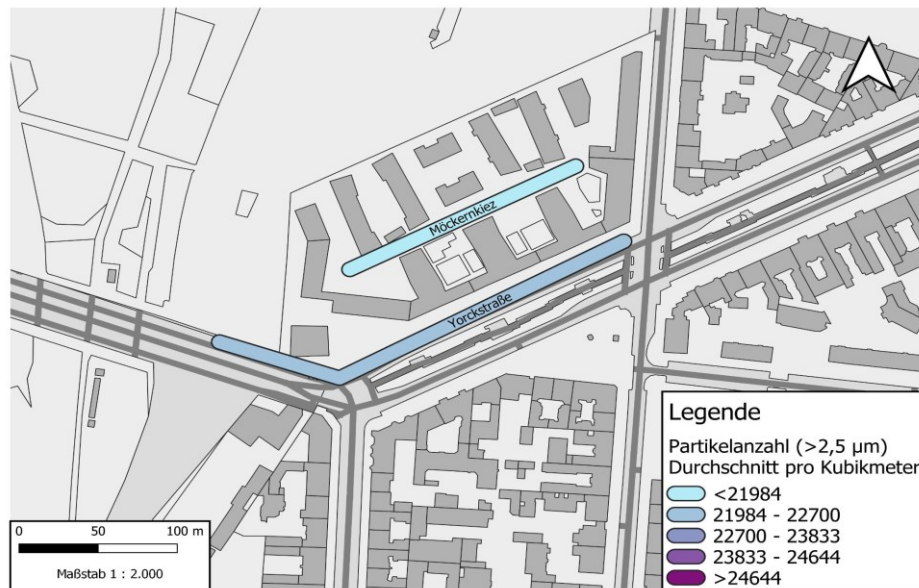 Möckernkiez
Yorckstraße
Legende
Partikelanzahl (>2,5 µm)
Durchschnitt pro Kubikmeter
<21984
21984 - 22700
22700 - 23833
23833 - 24644
>24644
0 50 100 m
Maßstab 1 : 2.000